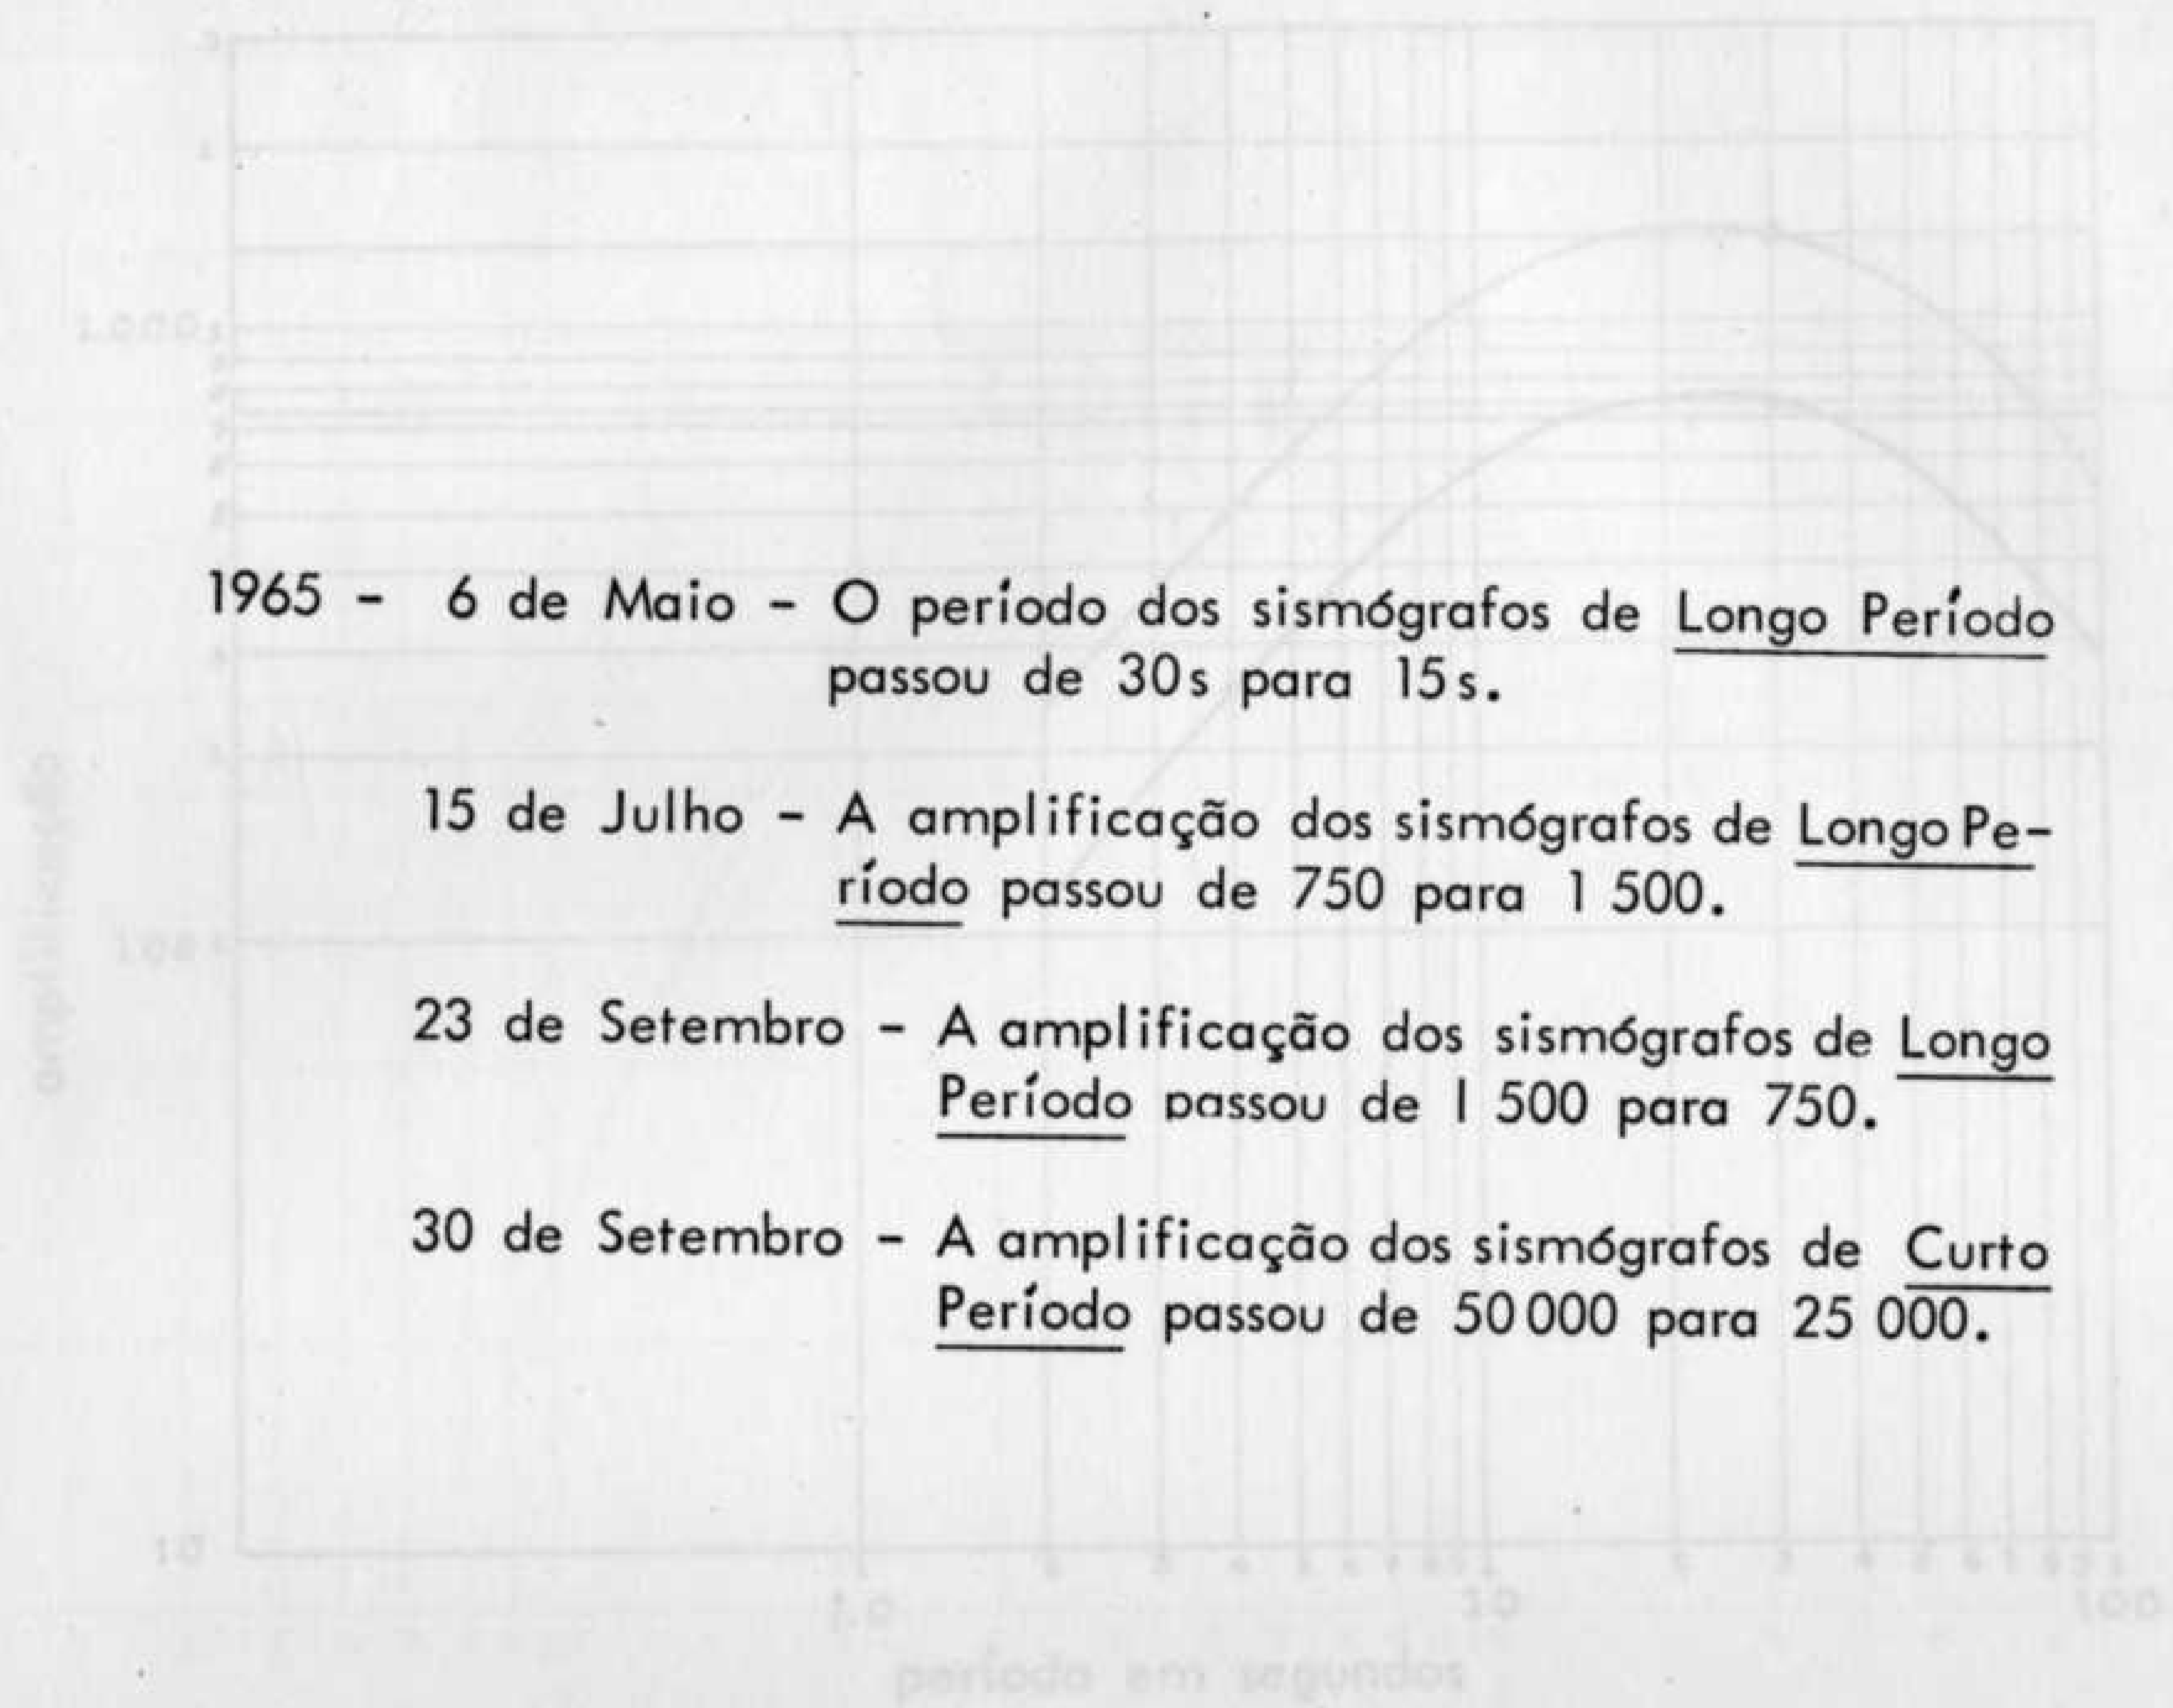 1965 - 6 de Maio - O período dos sismógrafos de Longo Período
passou de 30s para 15s.
15 de Julho - A amplificação dos sismógrafos de Longo Pe-
ríodo passou de 750 para 1 500.
23 de Setembro - A amplificação dos sismógrafos de Longo
Período passou de 1 500 para 750.
30 de Setembro - A amplificação dos sismógrafos de Curto
Período passou de 50 000 para 25 000.
amplificação
10
1.0
10
100
período em segundos